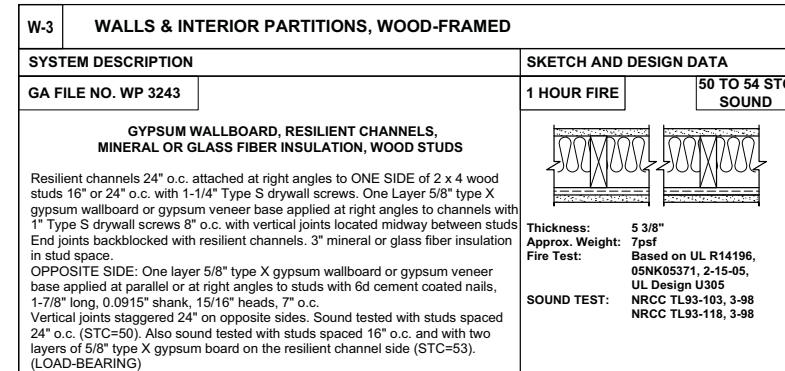 W-3 WALLS & INTERIOR PARTITIONS, WOOD-FRAMED
SYSTEM DESCRIPTION
SKETCH AND DESIGN DATA
GA FILE NO. WP 3243
1 HOUR FIRE
50 TO 54 STC
SOUND
GYPSUM WALLBOARD, RESILIENT CHANNELS,
MINERAL OR GLASS FIBER INSULATION, WOOD STUDS
Resilient channels 24" o.c. attached at right angles to ONE SIDE of 2 x 4 wood
studs 16" or 24" o.c. with 1-1/4" Type S drywall screws. One Layer 5/8" type X
gypsum wallboard or gypsum veneer base applied at right angles to channels with
1" Type S drywall screws 8" o.c. with vertical joints located midway between studs
End joints backblocked with resilient channels. 3" mineral or glass fiber insulation
in stud space.
OPPOSITE SIDE: One layer 5/8" type X gypsum wallboard or gypsum veneer
base applied at parallel or at right angles to studs with 6d cement coated nails,
1-7/8" long, 0.0915" shank, 15/16" heads, 7" o.c.
Vertical joints staggered 24" on opposite sides. Sound tested with studs spaced
24" o.c. (STC=50). Also sound tested with studs spaced 16" o.c. and with two
layers of 5/8" type X gypsum board on the resilient channel side (STC=53).
(LOAD-BEARING)
Thickness: 5 3/8"
Approx. Weight: 7psf
Fire Test: Based on UL R14196,
05NK05371, 2-15-05,
UL Design U305
SOUND TEST: NRCC TL93-103, 3-98
NRCC TL93-118, 3-98